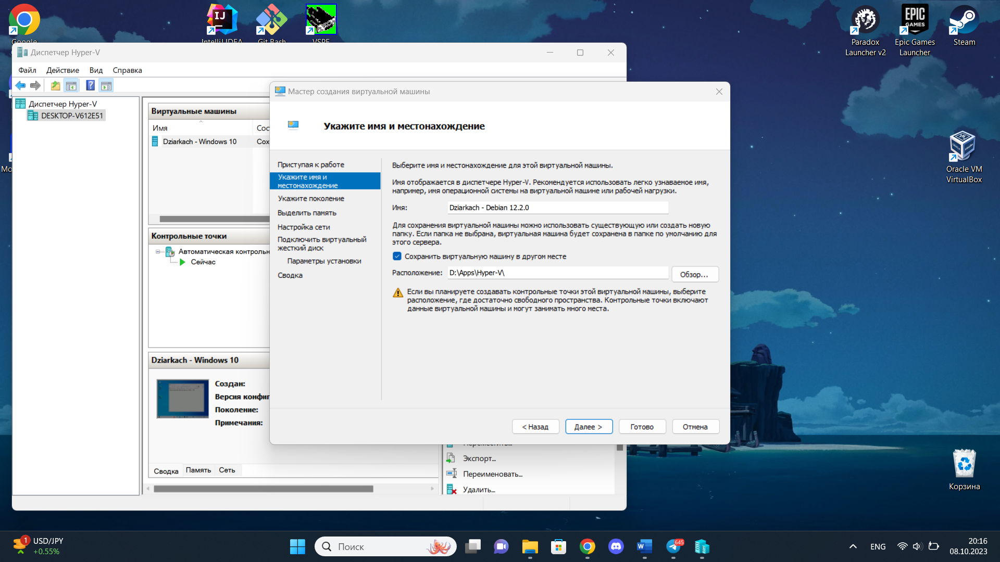 Google
IntelliJ IDEA
Git Bash
VSPE
Paradox
Launcher v2
EPIC
GAMES
Epic Games
Launcher
Steam
Диспетчер Hyper-V
Файл
Действие
Вид
Справка
Диспетчер Hyper-V
DESKTOP-V612E51
Виртуальные машины
Имя
Сос
Dziarkach - Windows 10
Сох
Контрольные точки
Автоматическая контрольн
Сейчас
Dziarkach - Windows 10
Создан:
Версия конфиг
Поколение:
Примечания:
Сводка
Память
Сеть
Переместить...
Экспорт...
Переименовать...
Удалить...
Мастер создания виртуальной машины
Укажите имя и местонахождение
Приступая к работе
Укажите имя и
местонахождение
Укажите поколение
Выделить память
Настройка сети
Подключить виртуальный
жесткий диск
Параметры установки
Сводка
Выберите имя и местонахождение для этой виртуальной машины.
Имя отображается в диспетчере Hyper-V. Рекомендуется использовать легко узнаваемое имя,
например, имя операционной системы на виртуальной машине или рабочей нагрузки.
Имя:
Dziarkach - Debian 12.2.0
Для сохранения виртуальной машины можно использовать существующую или создать новую
папку. Если папка не выбрана, виртуальная машина будет сохранена в папке по умолчанию для
этого сервера.
Сохранить виртуальную машину в другом месте
Расположение:
D:\Apps\Hyper-V\
Обзор...
Если вы планируете создавать контрольные точки этой виртуальной машины, выберите
расположение, где достаточно свободного пространства. Контрольные точки включают
данные виртуальной машины и могут занимать много места.
< Назад
Далее >
Готово
Отмена
Mo
Oracle VM
VirtualBox
Корзина
1
USD/JPY
+0.55%
Поиск
645
ENG
20:16
08.10.2023